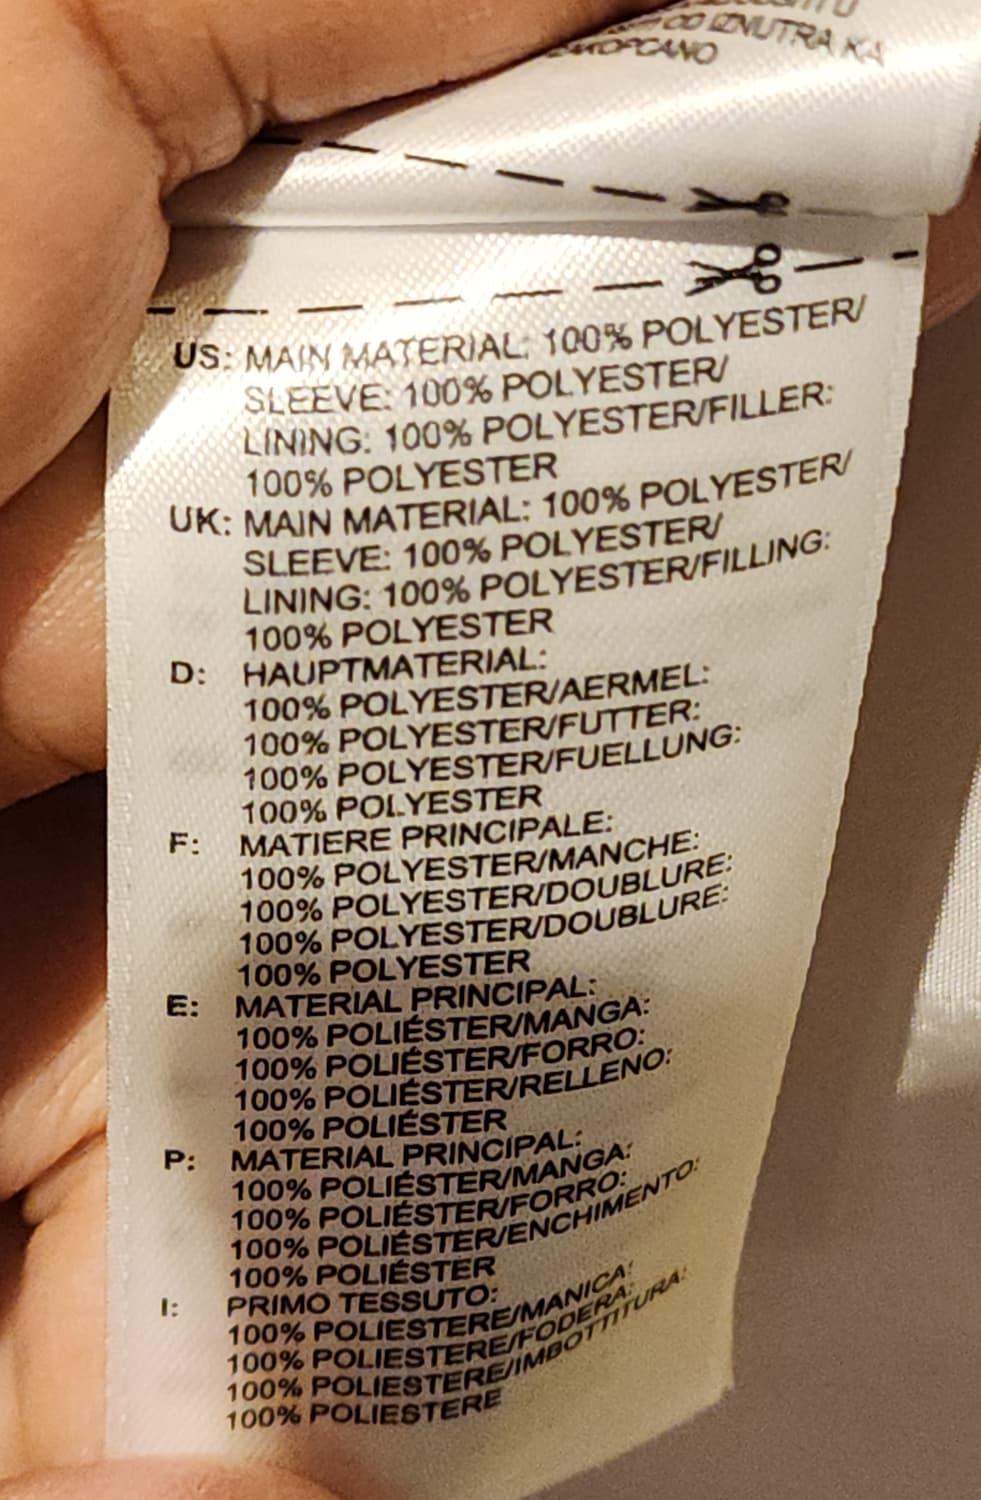 OD IZNUTRA KA
US: MAIN MATERIAL: 100% POLYESTER/
SLEEVE: 100% POLYESTER/
LINING: 100% POLYESTER/FILLER:
100% POLYESTER
UK: MAIN MATERIAL: 100% POLYESTER/
SLEEVE: 100% POLYESTER/
LINING: 100% POLYESTER/FILLING:
100% POLYESTER
D: HAUPTMATERIAL:
100% POLYESTER/AERMEL:
100% POLYESTER/FUTTER:
100% POLYESTER/FUELLUNG:
100% POLYESTER
F: MATIERE PRINCIPALE:
100% POLYESTER/MANCHE:
100% POLYESTER/DOUBLURE:
100% POLYESTER/DOUBLURE:
100% POLYESTER
E: MATERIAL PRINCIPAL:
100% POLIÉSTER/MANGA:
100% POLIÉSTER/FORRO:
100% POLIÉSTER/RELLENO:
100% POLIÉSTER
P: MATERIAL PRINCIPAL:
100% POLIÉSTER/MANGA:
100% POLIÉSTER/FORRO:
100% POLIÉSTER/ENCHIMENTO:
100% POLIÉSTER
I: PRIMO TESSUTO:
100% POLIESTERE/MANICA:
100% POLIESTERE/FODERA:
100% POLIESTERE/IMBOTTITURA:
100% POLIESTERE